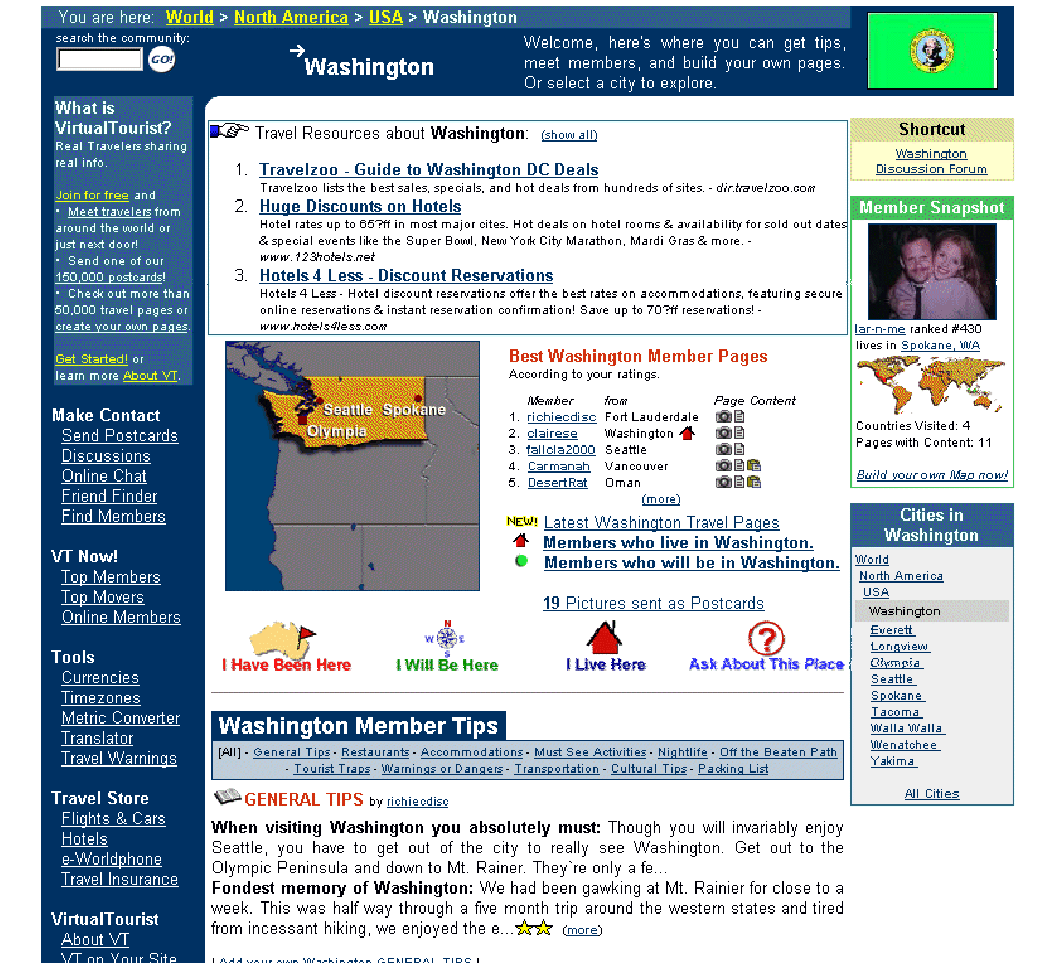 You are here: World > North America > USA > Washington
search the community:
GO!
Washington
Welcome, here's where you can get tips,
meet members, and build your own pages.
Or select a city to explore.
What is
VirtualTourist?
Real Travelers sharing
real info.
Join for free and
• Meet travelers from
around the world or
just next door!
• Send one of our
150,000 postcards!
• Check out more than
50,000 travel pages or
create your own pages.
Get Started! or
learn more About VT.
Make Contact
Send Postcards
Discussions
Online Chat
Friend Finder
Find Members
VT Now!
Top Members
Top Movers
Online Members
Tools
Currencies
Timezones
Metric Converter
Translator
Travel Warnings
Travel Store
Flights & Cars
Hotels
e-Worldphone
Travel Insurance
VirtualTourist
About VT
VT on Your Site
Travel Resources about Washington: (show all)
1. Travelzoo - Guide to Washington DC Deals
Travelzoo lists the best sales, specials, and hot deals from hundreds of sites. - dir.travelzoo.com
2. Huge Discounts on Hotels
Hotel rates up to 65?ff in most major cites. Hot deals on hotel rooms & availability for sold out dates
& special events like the Super Bowl, New York City Marathon, Mardi Gras & more. -
www.123hotels.net
3. Hotels 4 Less - Discount Reservations
Hotels 4 Less - Hotel discount reservations offer the best rates on accommodations, featuring secure
online reservations & instant reservation confirmation! Save up to 70?ff reservations! -
www.hotels4less.com
Seattle Spokane
Olympia
Best Washington Member Pages
According to your ratings.
Member from Page Content
1. richiecdisc Fort Lauderdale
2. clairese Washington
3. fallola2000 Seattle
4. Carmanah Vancouver
5. DesertRat Oman
(more)
NEW! Latest Washington Travel Pages
Members who live in Washington.
Members who will be in Washington.
19 Pictures sent as Postcards
N
W E
S
I Have Been Here I Will Be Here I Live Here Ask About This Place
Washington Member Tips
[All] - General Tips - Restaurants - Accommodations - Must See Activities - Nightlife - Off the Beaten Path
- Tourist Traps - Warnings or Dangers - Transportation - Cultural Tips - Packing List
GENERAL TIPS by richiecdisc
When visiting Washington you absolutely must: Though you will invariably enjoy
Seattle, you have to get out of the city to really see Washington. Get out to the
Olympic Peninsula and down to Mt. Rainer. They`re only a fe...
Fondest memory of Washington: We had been gawking at Mt. Rainier for close to a
week. This was half way through a five month trip around the western states and tired
from incessant hiking, we enjoyed the e... (more)
[ Add your own Washington GENERAL TIPS ]
Shortcut
Washington
Discussion Forum
Member Snapshot
lar-n-me ranked #430
lives in Spokane, WA
Countries Visited: 4
Pages with Content: 11
Build your own Map now!
Cities in
Washington
World
North America
USA
Washington
Everett
Longview
Olympia
Seattle
Spokane
Tacoma
Walla Walla
Wenatchee
Yakima
All Cities